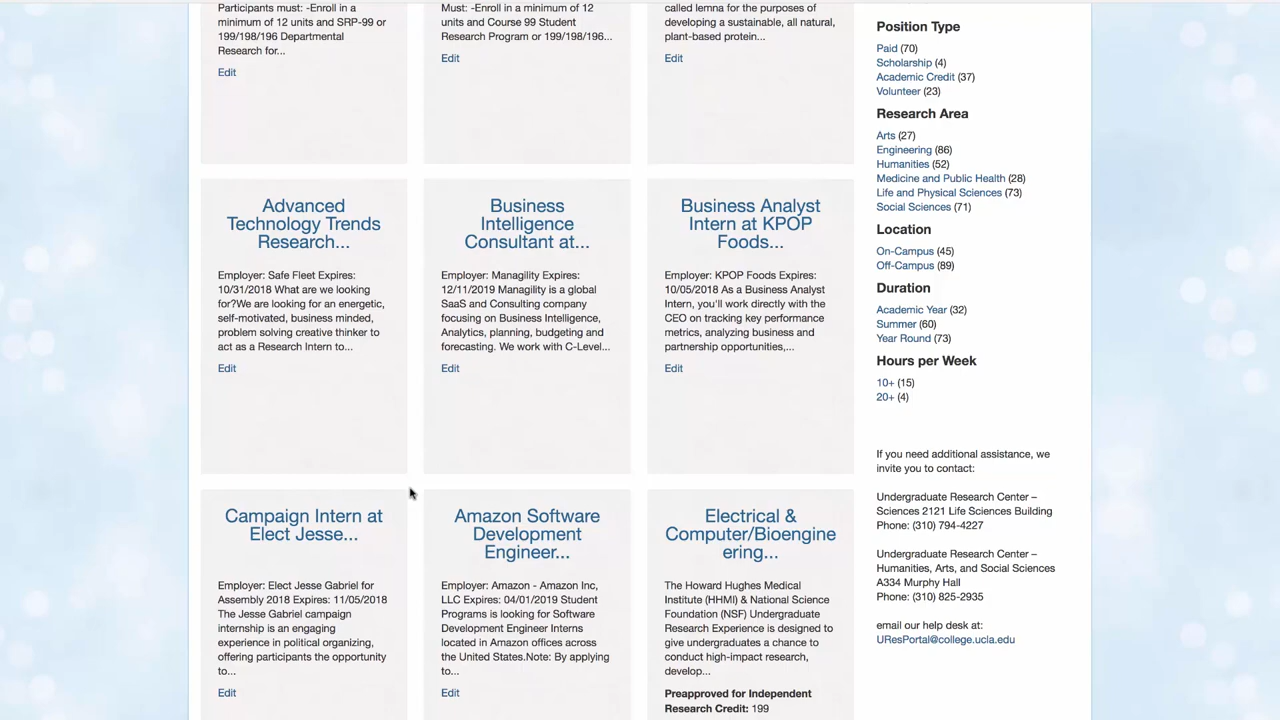 Participants must: -Enroll in a
minimum of 12 units and SRP-99 or
199/198/196 Departmental
Research for...
Edit
Must: -Enroll in a minimum of 12
units and Course 99 Student
Research Program or 199/198/196...
Edit
called lemna for the purposes of
developing a sustainable, all natural,
plant-based protein...
Edit
Advanced
Technology Trends
Research...
Employer: Safe Fleet Expires:
10/31/2018 What are we looking
for?We are looking for an energetic,
self-motivated, business minded,
problem solving creative thinker to
act as a Research Intern to...
Edit
Business
Intelligence
Consultant at...
Employer: Managility Expires:
12/11/2019 Managility is a global
SaaS and Consulting company
focusing on Business Intelligence,
Analytics, planning, budgeting and
forecasting. We work with C-Level...
Edit
Business Analyst
Intern at KPOP
Foods...
Employer: KPOP Foods Expires:
10/05/2018 As a Business Analyst
Intern, you'll work directly with the
CEO on tracking key performance
metrics, analyzing business and
partnership opportunities,...
Edit
Campaign Intern at
Elect Jesse...
Employer: Elect Jesse Gabriel for
Assembly 2018 Expires: 11/05/2018
The Jesse Gabriel campaign
internship is an engaging
experience in political organizing,
offering participants the opportunity
to...
Edit
Amazon Software
Development
Engineer...
Employer: Amazon - Amazon Inc,
LLC Expires: 04/01/2019 Student
Programs is looking for Software
Development Engineer Interns
located in Amazon offices across
the United States.Note: By applying
to...
Edit
Electrical &
Computer/Bioengine
ering...
The Howard Hughes Medical
Institute (HHMI) & National Science
Foundation (NSF) Undergraduate
Research Experience is designed to
give undergraduates a chance to
conduct high-impact research,
develop...
Preapproved for Independent
Research Credit: 199
Position Type
Paid (70)
Scholarship (4)
Academic Credit (37)
Volunteer (23)
Research Area
Arts (27)
Engineering (86)
Humanities (52)
Medicine and Public Health (28)
Life and Physical Sciences (73)
Social Sciences (71)
Location
On-Campus (45)
Off-Campus (89)
Duration
Academic Year (32)
Summer (60)
Year Round (73)
Hours per Week
10+ (15)
20+ (4)
If you need additional assistance, we
invite you to contact:
Undergraduate Research Center –
Sciences 2121 Life Sciences Building
Phone: (310) 794-4227
Undergraduate Research Center –
Humanities, Arts, and Social Sciences
A334 Murphy Hall
Phone: (310) 825-2935
email our help desk at:
UResPortal@college.ucla.edu